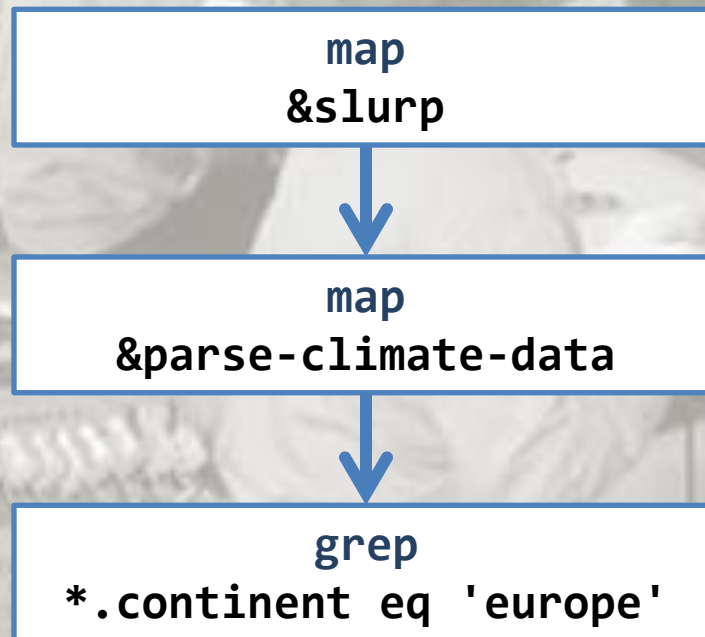 map
&slurp
map
&parse-climate-data
grep
*.continent eq 'europe'